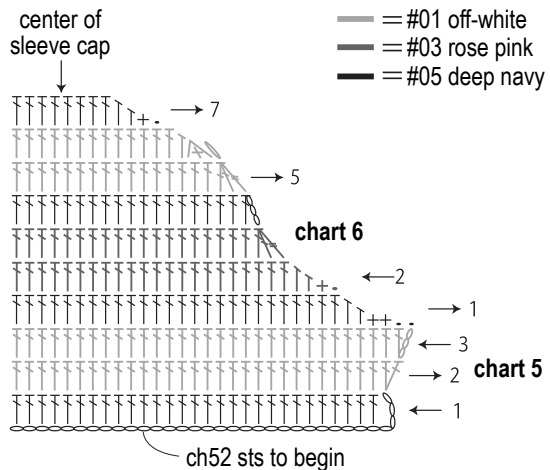 center of
sleeve cap
= #01 off-white
= #03 rose pink
= #05 deep navy
7
5
chart 6
2
1
3
2 chart 5
1
ch52 sts to begin